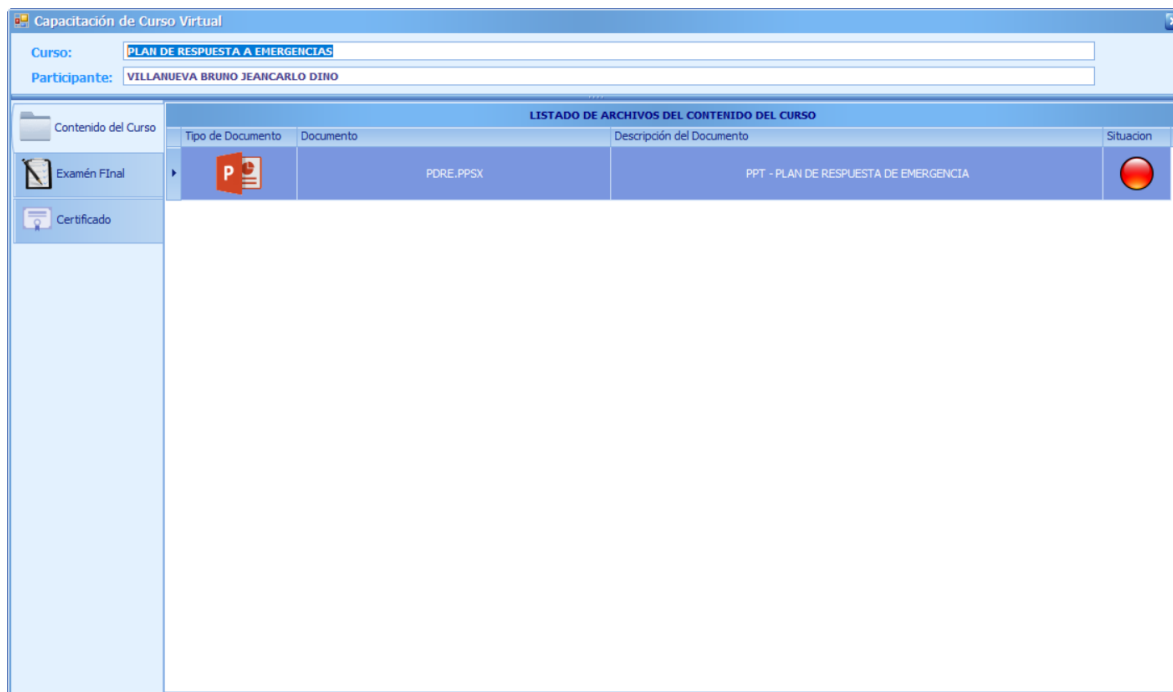 Capacitación de Curso Virtual
Curso: PLAN DE RESPUESTA A EMERGENCIAS
Participante: VILLANUEVA BRUNO JEANCARLO DINO
Contenido del Curso
Examén FInal
Certificado
LISTADO DE ARCHIVOS DEL CONTENIDO DEL CURSO
Tipo de Documento Documento Descripción del Documento Situacion
P PDRE.PPSX PPT - PLAN DE RESPUESTA DE EMERGENCIA